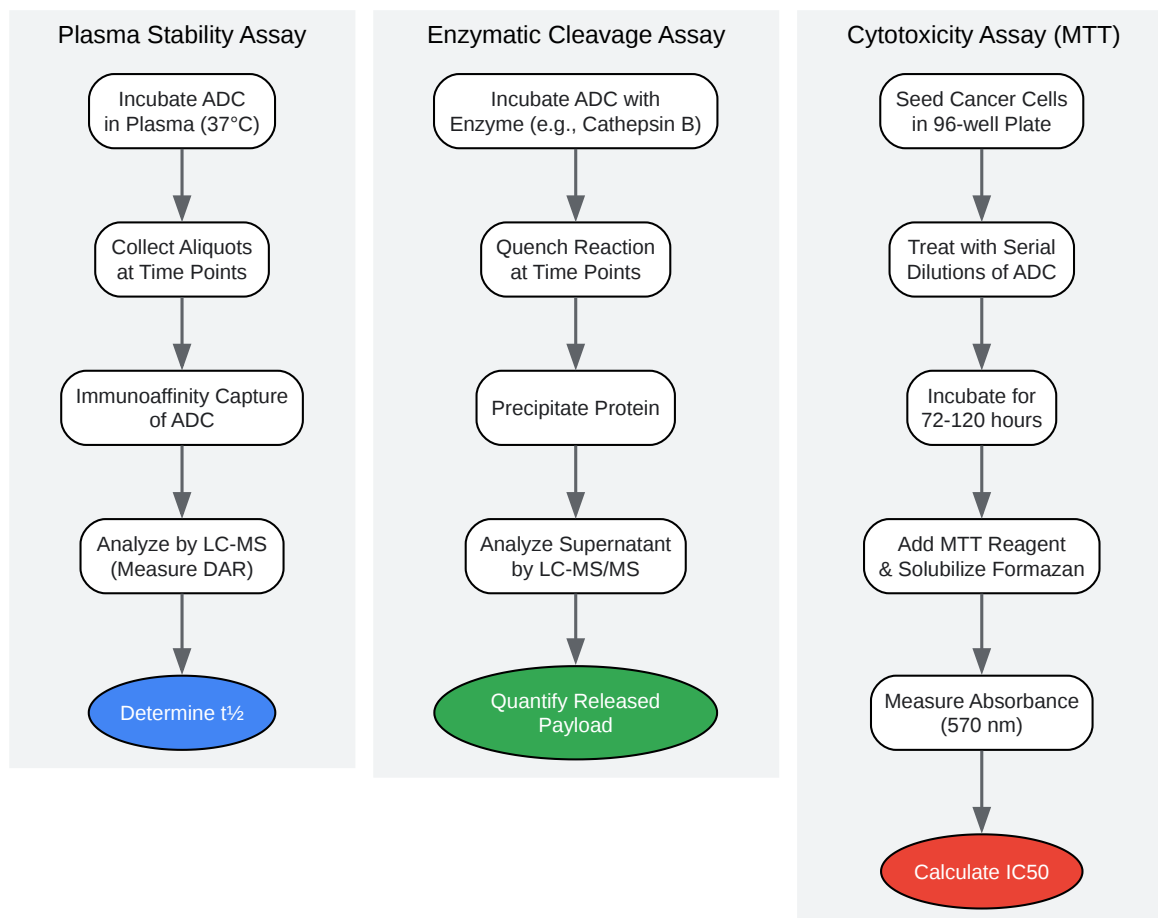 Plasma Stability Assay
Incubate ADC
in Plasma (37°C)
Collect Aliquots
at Time Points
Immunoaffinity Capture
of ADC
Analyze by LC-MS
(Measure DAR)
Determine t½
Enzymatic Cleavage Assay
Incubate ADC with
Enzyme (e.g., Cathepsin B)
Quench Reaction
at Time Points
Precipitate Protein
Analyze Supernatant
by LC-MS/MS
Quantify Released
Payload
Cytotoxicity Assay (MTT)
Seed Cancer Cells
in 96-well Plate
Treat with Serial
Dilutions of ADC
Incubate for
72-120 hours
Add MTT Reagent
& Solubilize Formazan
Measure Absorbance
(570 nm)
Calculate IC50